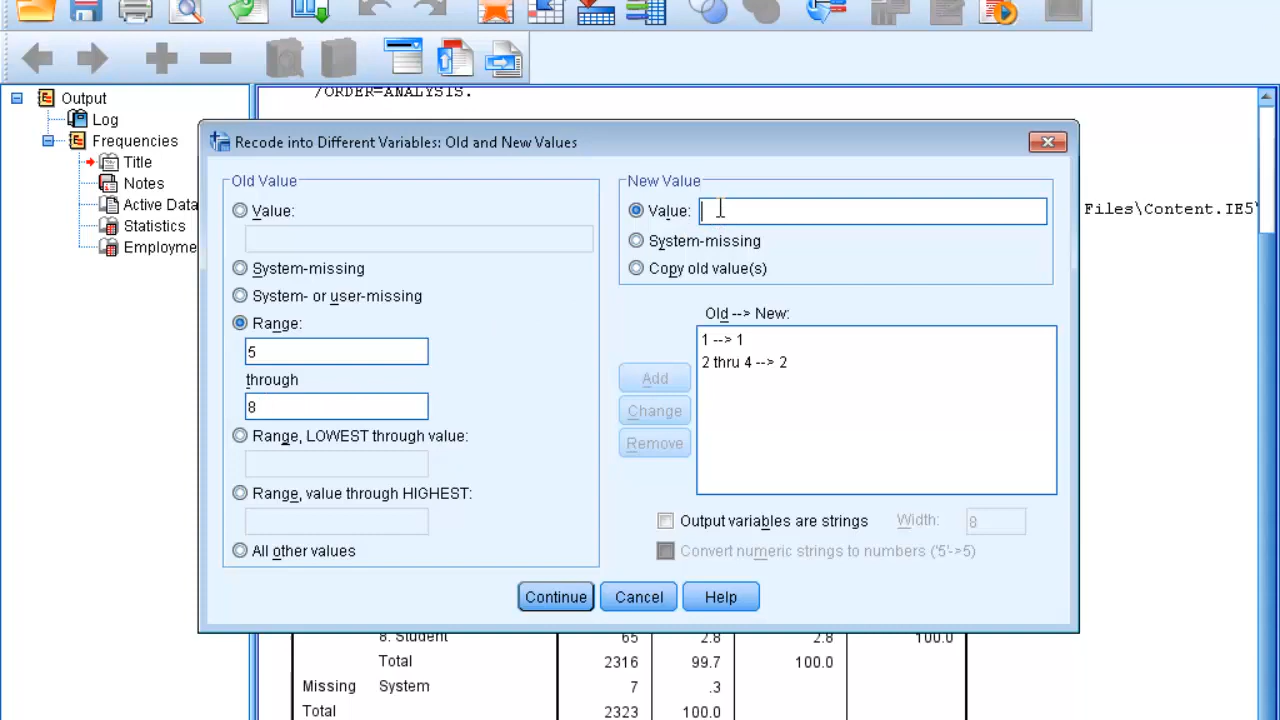 /ORDER=ANALYSIS.
Output
Log
Frequencies
Title
Notes
Active Data
Statistics
Employme
Files\Content.IE5\
Recode into Different Variables: Old and New Values
Old Value
Value:
System-missing
System- or user-missing
Range:
5
through
8
Range, LOWEST through value:
Range, value through HIGHEST:
All other values
New Value
Value:
System-missing
Copy old value(s)
Old --> New:
1 --> 1
2 thru 4 --> 2
Add
Change
Remove
Output variables are strings
Width:
8
Convert numeric strings to numbers ('5'->5)
Continue
Cancel
Help
8. Student 65 2.8 2.8 100.0
Total 2316 99.7 100.0
Missing System 7 .3
Total 2323 100.0